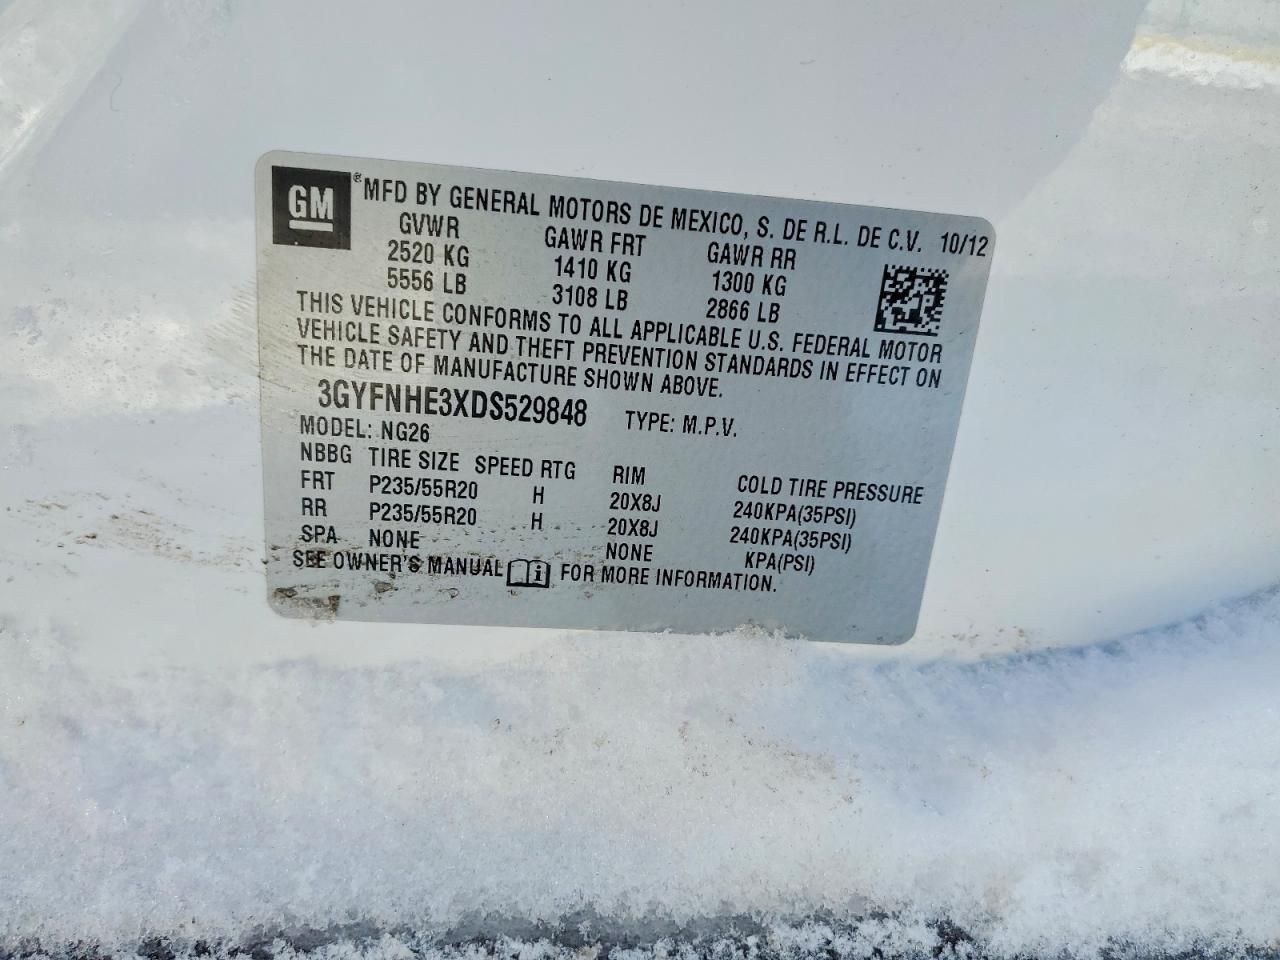 GM ® MFD BY GENERAL MOTORS DE MEXICO, S. DE R.L. DE C.V. 10/12
GVWR GAWR FRT GAWR RR
2520 KG 1410 KG 1300 KG
5556 LB 3108 LB 2866 LB
THIS VEHICLE CONFORMS TO ALL APPLICABLE U.S. FEDERAL MOTOR
VEHICLE SAFETY AND THEFT PREVENTION STANDARDS IN EFFECT ON
THE DATE OF MANUFACTURE SHOWN ABOVE.
3GYFNHE3XDS529848 TYPE: M.P.V.
MODEL: NG26
NBBG TIRE SIZE SPEED RTG RIM COLD TIRE PRESSURE
FRT P235/55R20 H 20X8J 240KPA(35PSI)
RR P235/55R20 H 20X8J 240KPA(35PSI)
SPA NONE NONE KPA(PSI)
SEE OWNER'S MANUAL FOR MORE INFORMATION.